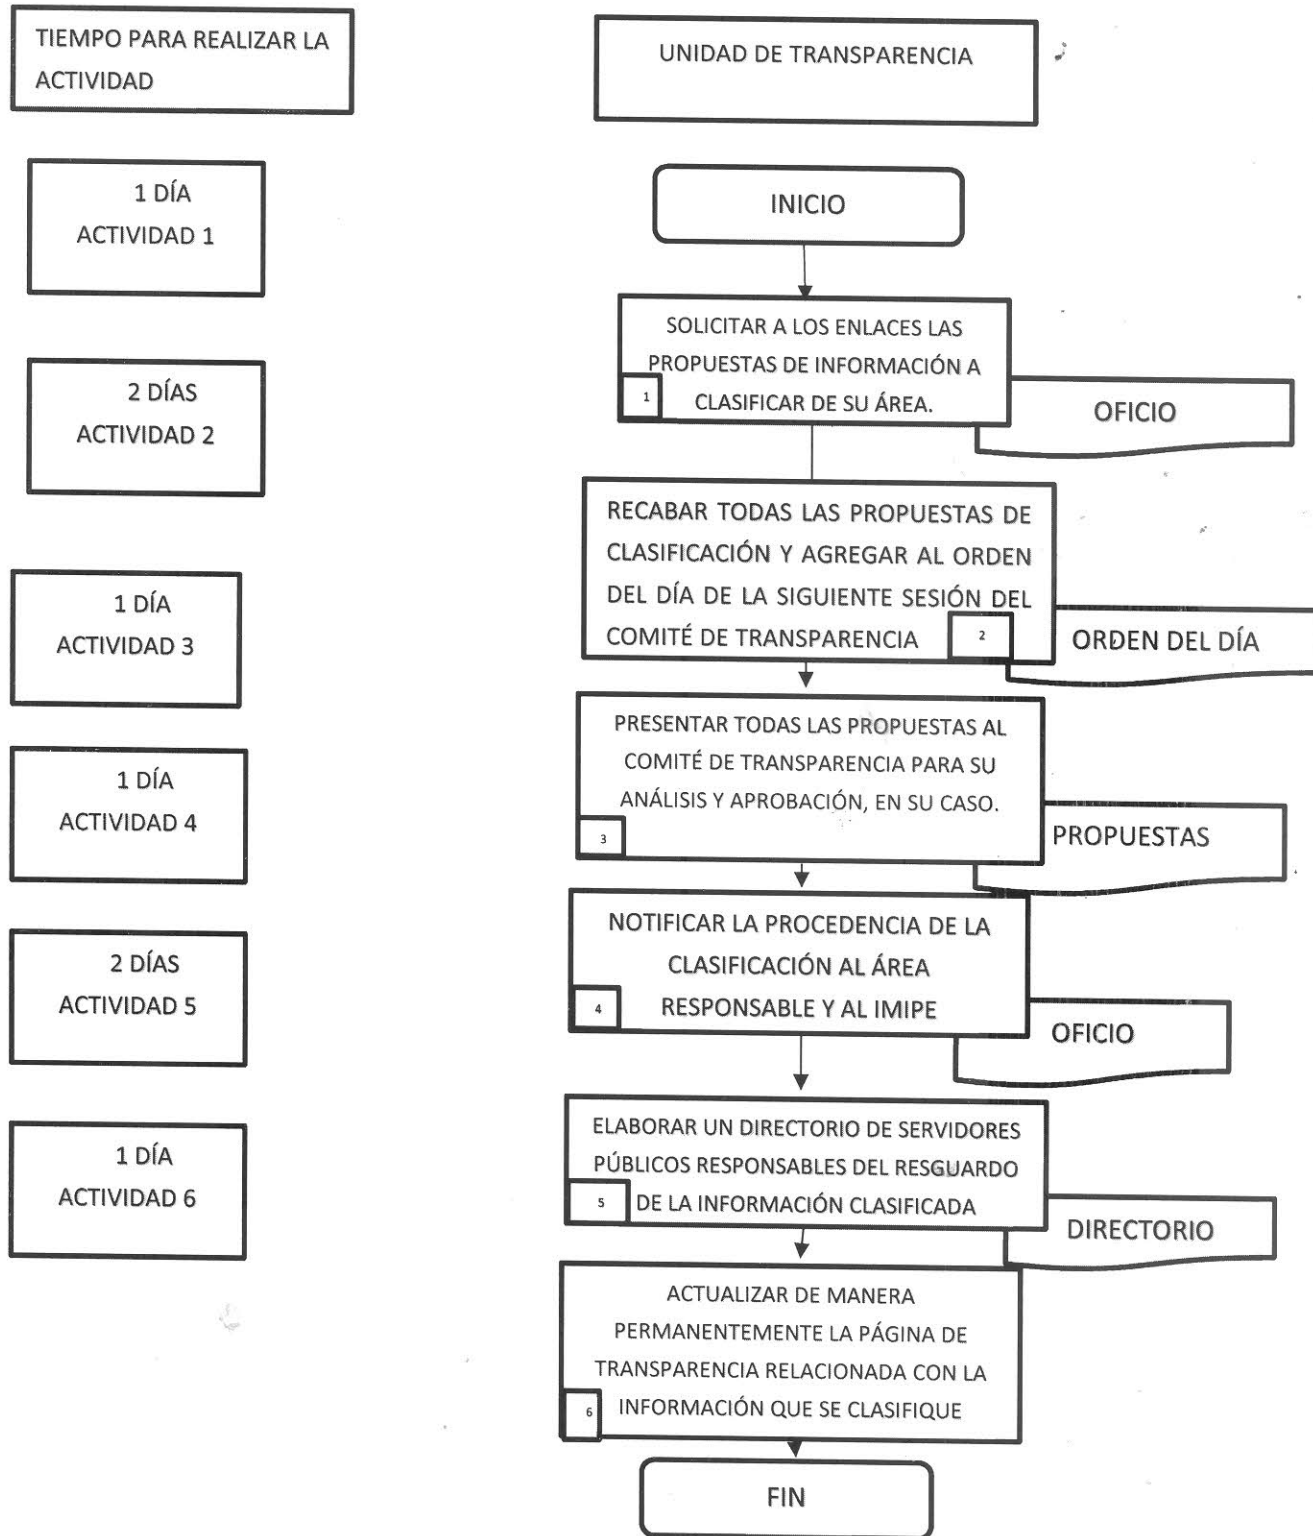 TIEMPO PARA REALIZAR LA
ACTIVIDAD
UNIDAD DE TRANSPARENCIA
1 DÍA
ACTIVIDAD 1
INICIO
SOLICITAR A LOS ENLACES LAS
PROPUESTAS DE INFORMACIÓN A
1
CLASIFICAR DE SU ÁREA.
OFICIO
2 DÍAS
ACTIVIDAD 2
RECABAR TODAS LAS PROPUESTAS DE
CLASIFICACIÓN Y AGREGAR AL ORDEN
DEL DÍA DE LA SIGUIENTE SESIÓN DEL
COMITÉ DE TRANSPARENCIA
2
ORDEN DEL DÍA
1 DÍA
ACTIVIDAD 3
PRESENTAR TODAS LAS PROPUESTAS AL
COMITÉ DE TRANSPARENCIA PARA SU
ANÁLISIS Y APROBACIÓN, EN SU CASO.
3
PROPUESTAS
1 DÍA
ACTIVIDAD 4
NOTIFICAR LA PROCEDENCIA DE LA
CLASIFICACIÓN AL ÁREA
4
RESPONSABLE Y AL IMIPE
OFICIO
2 DÍAS
ACTIVIDAD 5
ELABORAR UN DIRECTORIO DE SERVIDORES
PÚBLICOS RESPONSABLES DEL RESGUARDO
5
DE LA INFORMACIÓN CLASIFICADA
DIRECTORIO
1 DÍA
ACTIVIDAD 6
ACTUALIZAR DE MANERA
PERMANENTEMENTE LA PÁGINA DE
TRANSPARENCIA RELACIONADA CON LA
6
INFORMACIÓN QUE SE CLASIFIQUE
FIN